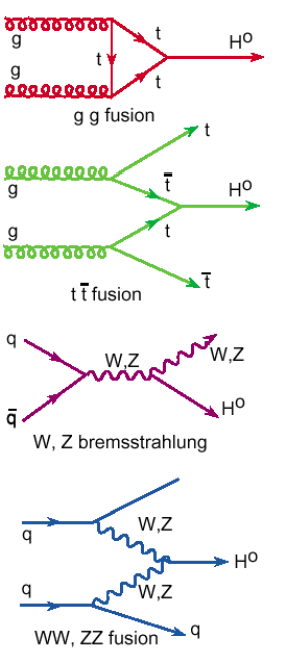 g
t
t
H⁰
g
t
g g fusion
t
g
t̅
H⁰
g
t
t̅
t t̅ fusion
q
W,Z
W,Z
q̅
H⁰
W, Z bremsstrahlung
q
W,Z
H⁰
q
W,Z
q
WW, ZZ fusion